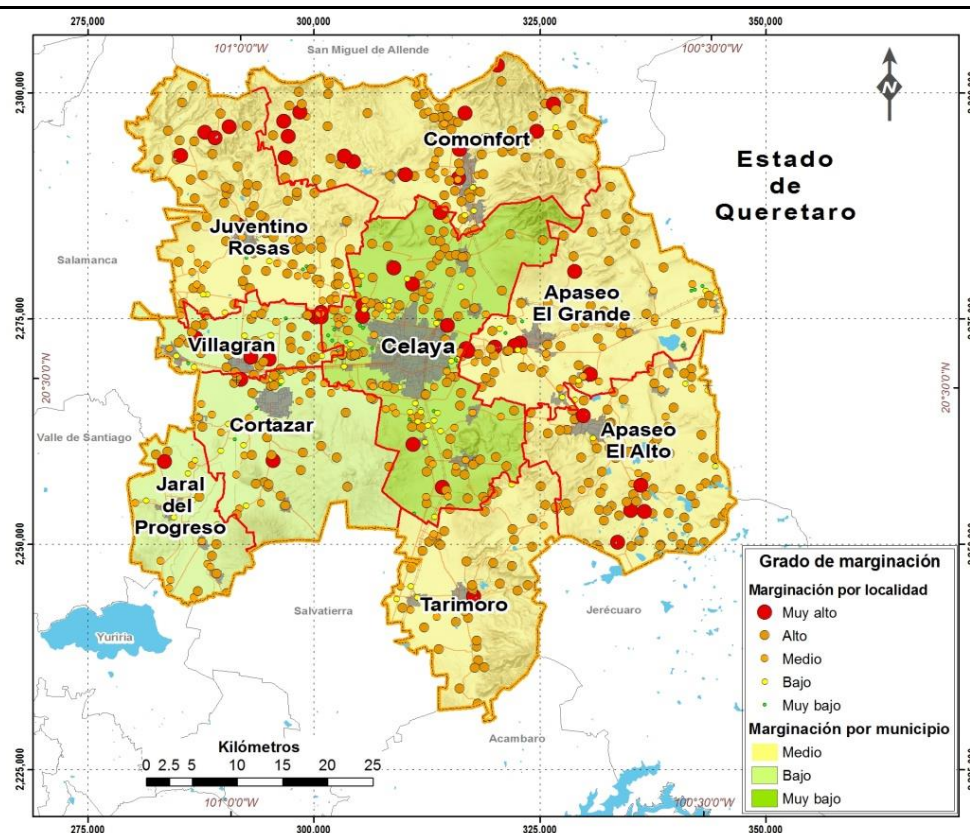 275,000 300,000 325,000 350,000
101°0'0"W 100°30'0"W
San Miguel de Allende
2,300,000
N
Comonfort
Estado
de
Queretaro
Juventino
Rosas
Salamanca
Apaseo
El Grande
2,275,000
Villagran
Celaya
20°30'0"N 20°30'0"N
Cortazar
Valle de Santiago
Apaseo
El Alto
Jaral
del
Progreso
2,250,000
Grado de marginación
Marginación por localidad
Muy alto
Alto
Medio
Bajo
Muy bajo
Marginación por municipio
Medio
Bajo
Muy bajo
Tarimoro
Salvatierra
Jerécuaro
Yuriria
Acambaro
Kilómetros
0 2.5 5 10 15 20 25
2,225,000
101°0'0"W 100°30'0"W
275,000 300,000 325,000 350,000